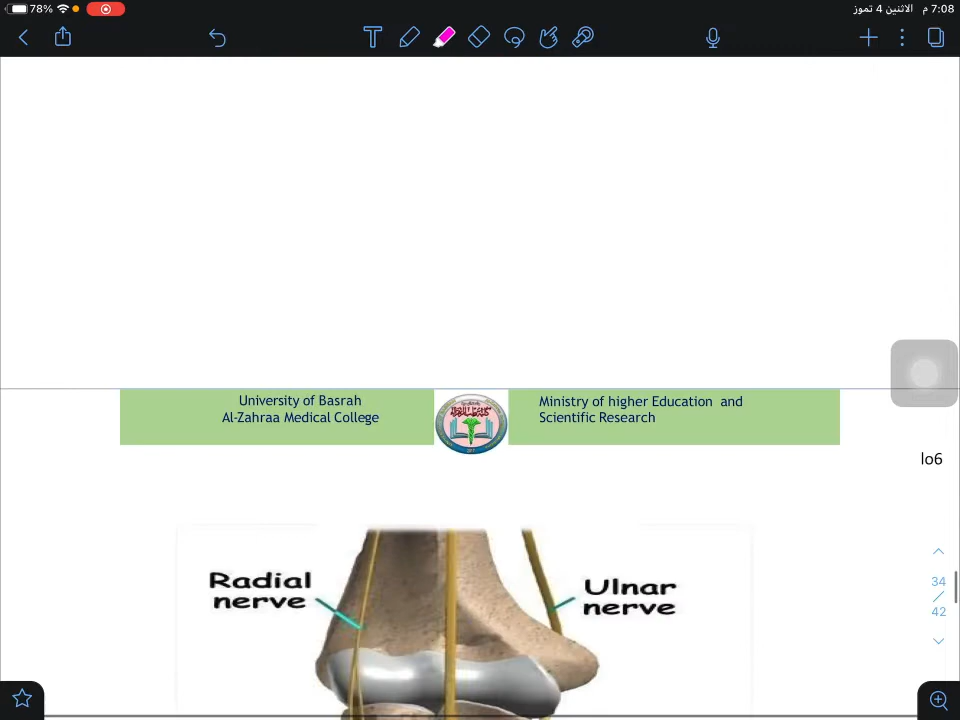 78%
7:08 م الاثنين 4 تموز
University of Basrah
Al-Zahraa Medical College
Ministry of higher Education and
Scientific Research
lo6
Radial
nerve
Ulnar
nerve
34
/
42